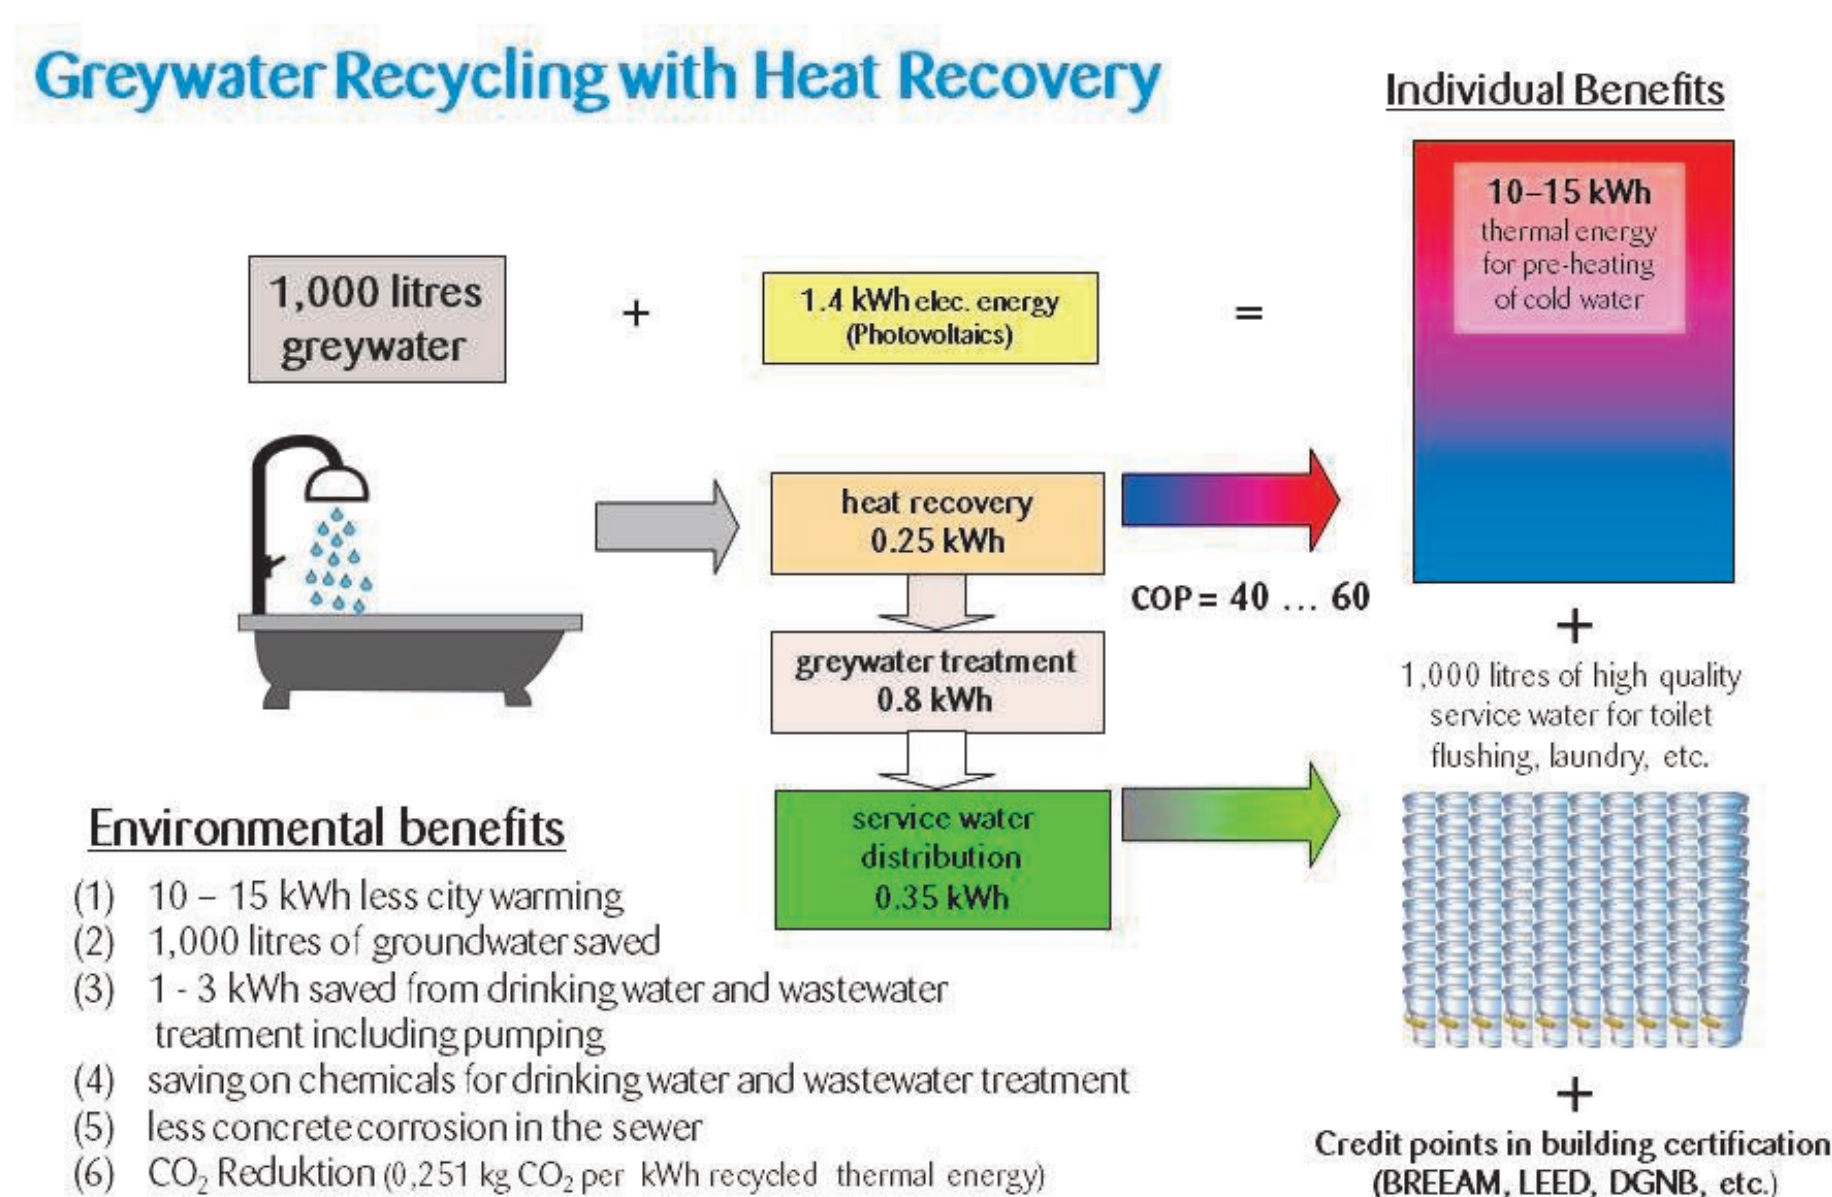 Greywater Recycling with Heat Recovery
Individual Benefits
1,000 litres
greywater
+
1.4 kWh elec. energy
(Photovoltaics)
=
10–15 kWh
thermal energy
for pre-heating
of cold water
heat recovery
0.25 kWh
COP = 40 ... 60
greywater treatment
0.8 kWh
service water
distribution
0.35 kWh
+
1,000 litres of high quality
service water for toilet
flushing, laundry, etc.
+
Credit points in building certification
(BREEAM, LEED, DGNB, etc.)
Environmental benefits
(1) 10 – 15 kWh less city warming
(2) 1,000 litres of groundwater saved
(3) 1 - 3 kWh saved from drinking water and wastewater
treatment including pumping
(4) saving on chemicals for drinking water and wastewater treatment
(5) less concrete corrosion in the sewer
(6) CO₂ Reduktion (0,251 kg CO₂ per kWh recycled thermal energy)